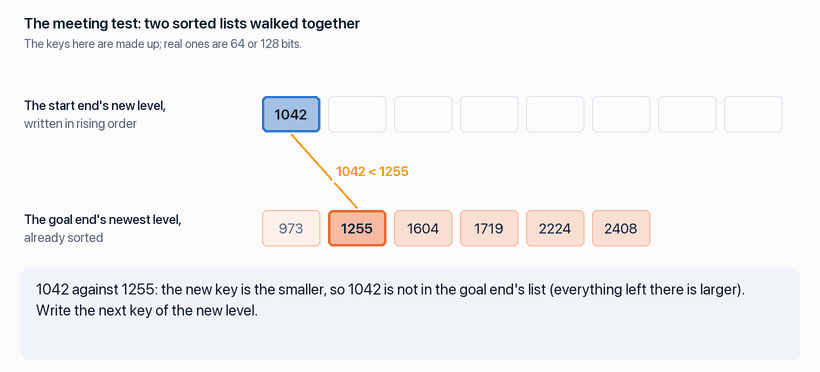 The meeting test: two sorted lists walked together
The keys here are made up; real ones are 64 or 128 bits.
The start end's new level,
written in rising order
1042
1042 < 1255
The goal end's newest level,
already sorted
973 1255 1604 1719 2224 2408
1042 against 1255: the new key is the smaller, so 1042 is not in the goal end's list (everything left there is larger).
Write the next key of the new level.